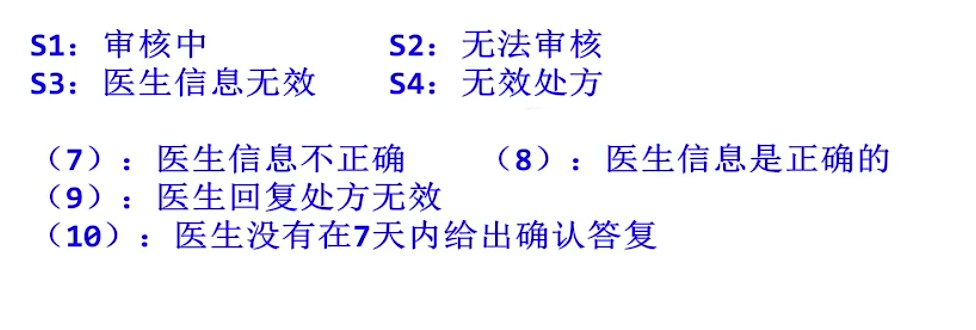 S1：审核中 S2：无法审核
S3：医生信息无效 S4：无效处方
（7）：医生信息不正确 （8）：医生信息是正确的
（9）：医生回复处方无效
（10）：医生没有在7天内给出确认答复